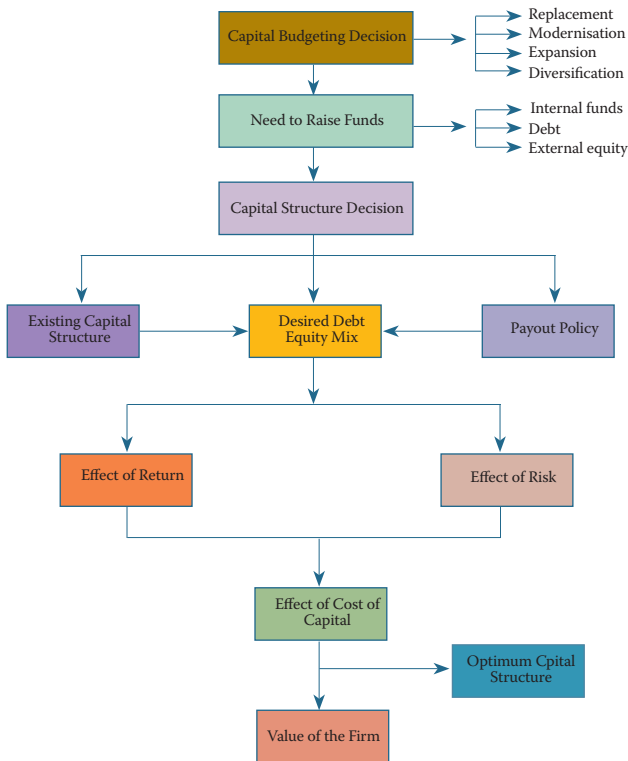 Capital Budgeting Decision
Replacement
Modernisation
Expansion
Diversification
Need to Raise Funds
Internal funds
Debt
External equity
Capital Structure Decision
Existing Capital
Structure
Desired Debt
Equity Mix
Payout Policy
Effect of Return
Effect of Risk
Effect of Cost of
Capital
Optimum Cpital
Structure
Value of the Firm